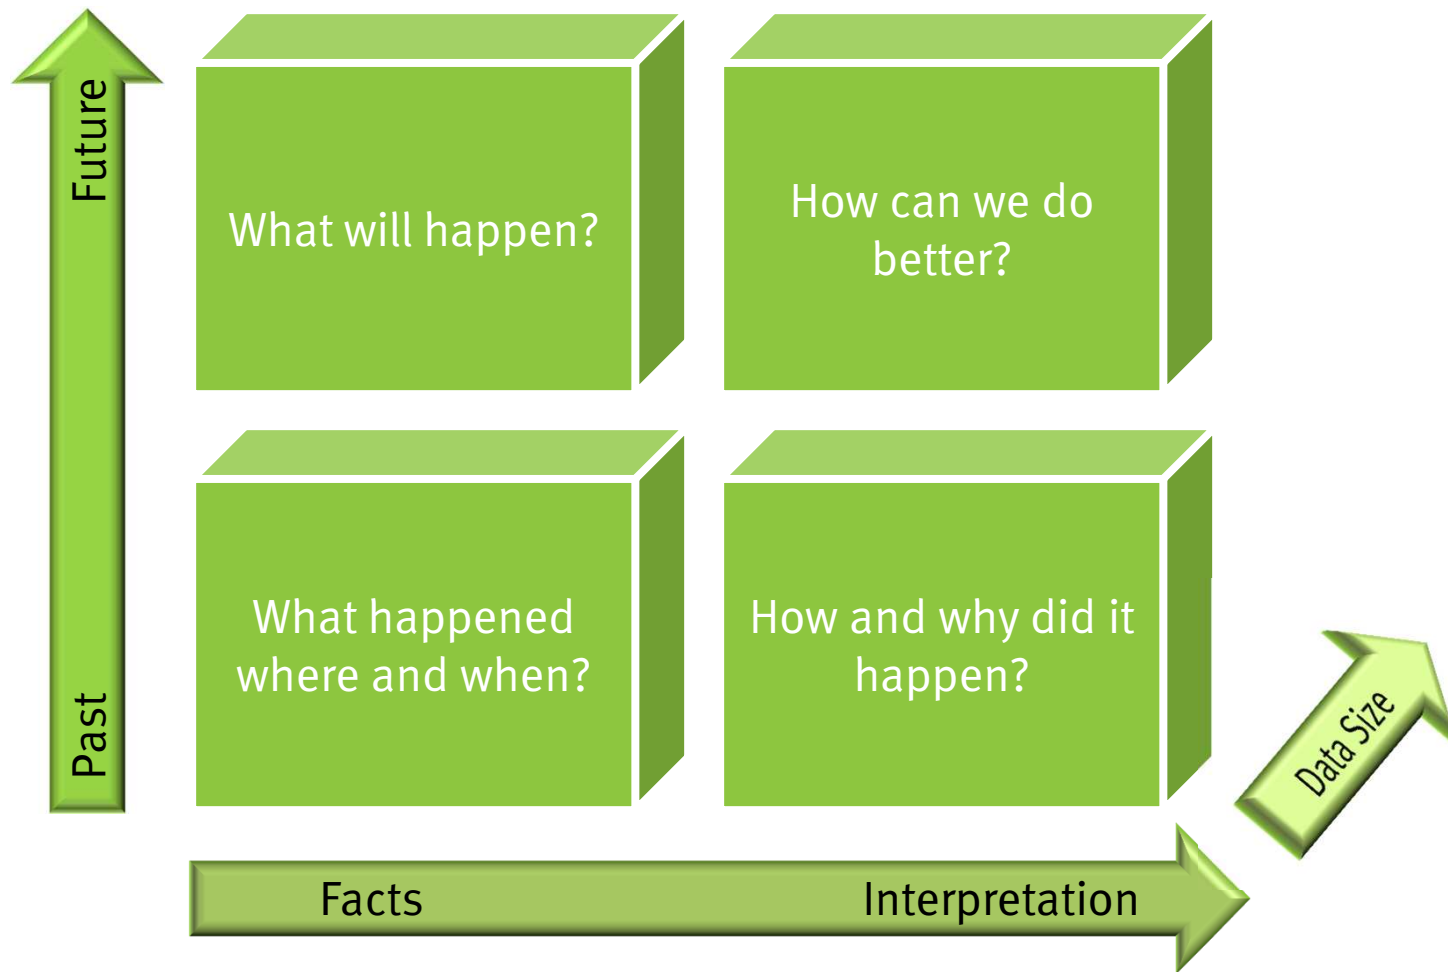 Future
What will happen?
How can we do
better?
Past
What happened
where and when?
How and why did it
happen?
Data Size
Facts
Interpretation